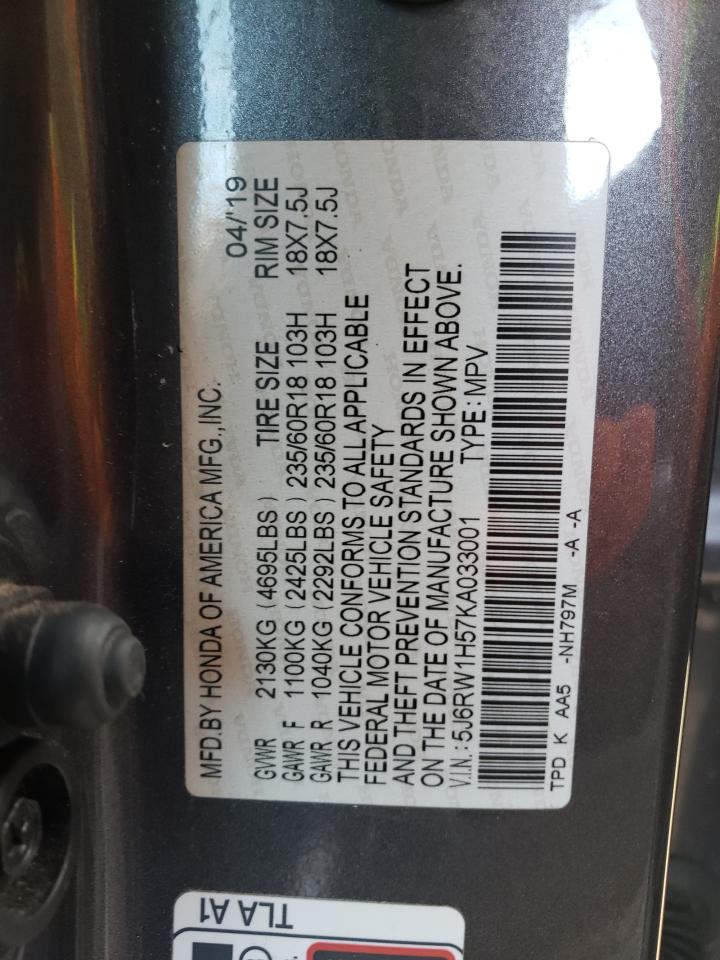 MFD.BY HONDA OF AMERICA MFG.,INC. 04/'19
GVWR 2130KG (4695LBS) TIRE SIZE RIM SIZE
GAWR F 1100KG (2425LBS) 235/60R18 103H 18X7.5J
GAWR R 1040KG (2292LBS) 235/60R18 103H 18X7.5J
THIS VEHICLE CONFORMS TO ALL APPLICABLE
FEDERAL MOTOR VEHICLE SAFETY
AND THEFT PREVENTION STANDARDS IN EFFECT
ON THE DATE OF MANUFACTURE SHOWN ABOVE.
V.I.N.: 5J6RW1H57KA033001 TYPE: MPV
TPD K AA5 -NH797M -A -A
TLA A1